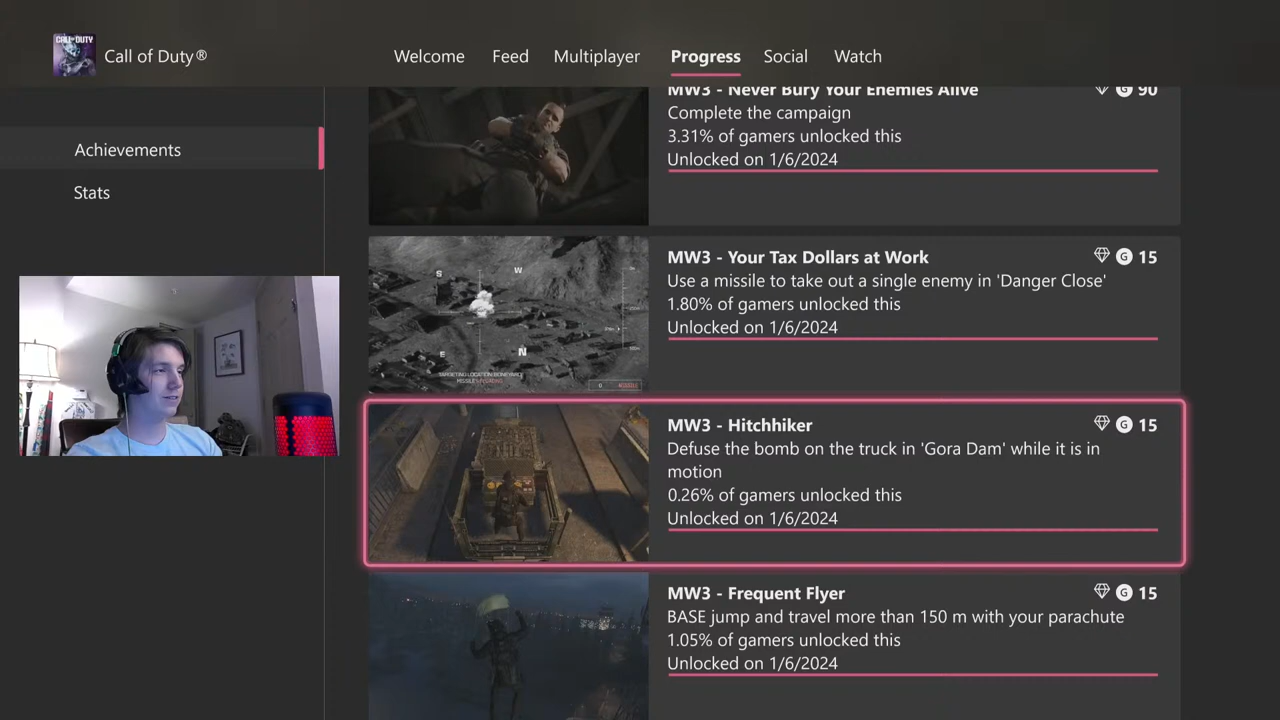 CALL OF DUTY
Call of Duty®
Welcome
Feed
Multiplayer
Progress
Social
Watch
Achievements
Stats
MW3 - Never Bury Your Enemies Alive
G 90
Complete the campaign
3.31% of gamers unlocked this
Unlocked on 1/6/2024
S
W
E
N
MW3 - Your Tax Dollars at Work
G 15
Use a missile to take out a single enemy in 'Danger Close'
1.80% of gamers unlocked this
Unlocked on 1/6/2024
MW3 - Hitchhiker
G 15
Defuse the bomb on the truck in 'Gora Dam' while it is in
motion
0.26% of gamers unlocked this
Unlocked on 1/6/2024
MW3 - Frequent Flyer
G 15
BASE jump and travel more than 150 m with your parachute
1.05% of gamers unlocked this
Unlocked on 1/6/2024